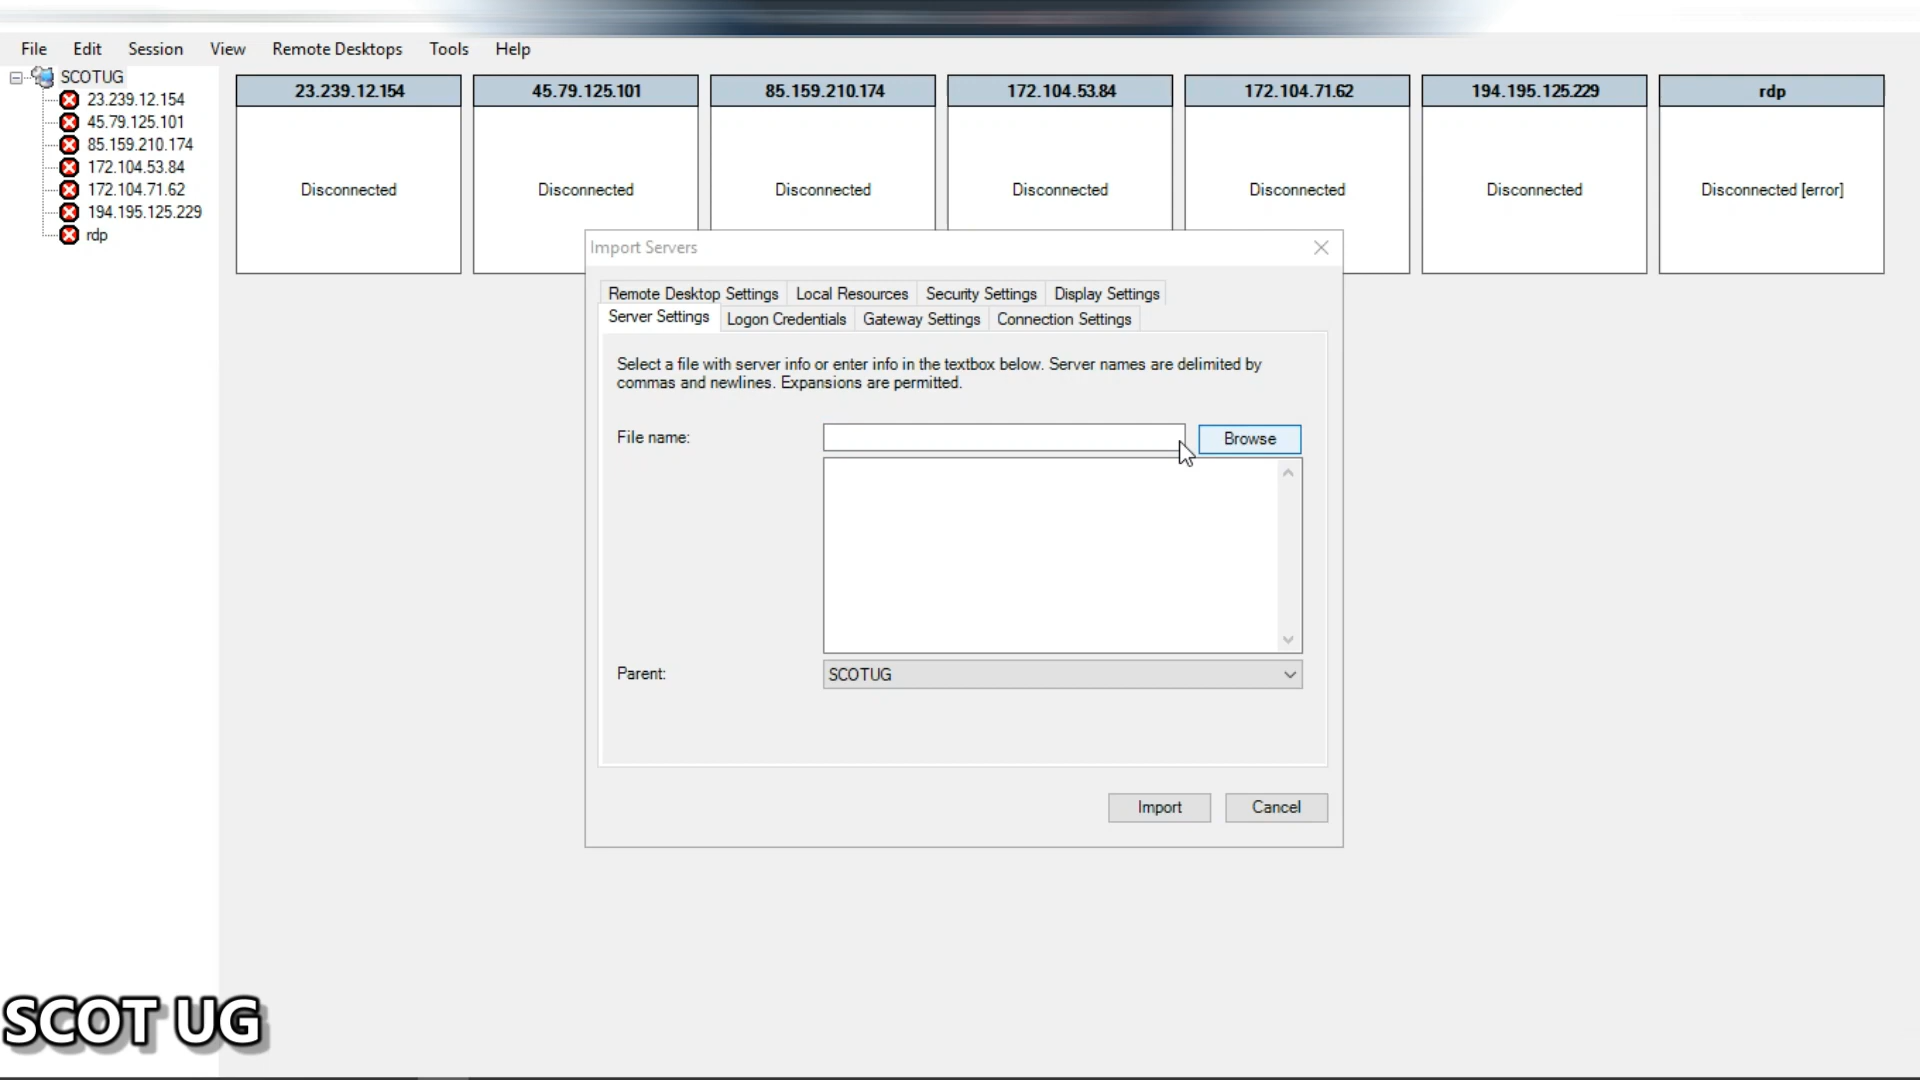 File Edit Session View Remote Desktops Tools Help
SCOTUG
23.239.12.154
45.79.125.101
85.159.210.174
172.104.53.84
172.104.71.62
194.195.125.229
rdp
23.239.12.154 45.79.125.101 85.159.210.174 172.104.53.84 172.104.71.62 194.195.125.229 rdp
Disconnected Disconnected Disconnected Disconnected Disconnected Disconnected Disconnected [error]
Import Servers
Remote Desktop Settings Local Resources Security Settings Display Settings
Server Settings Logon Credentials Gateway Settings Connection Settings
Select a file with server info or enter info in the textbox below. Server names are delimited by
commas and newlines. Expansions are permitted.
File name: Browse
Parent: SCOTUG
Import Cancel
SCOT UG